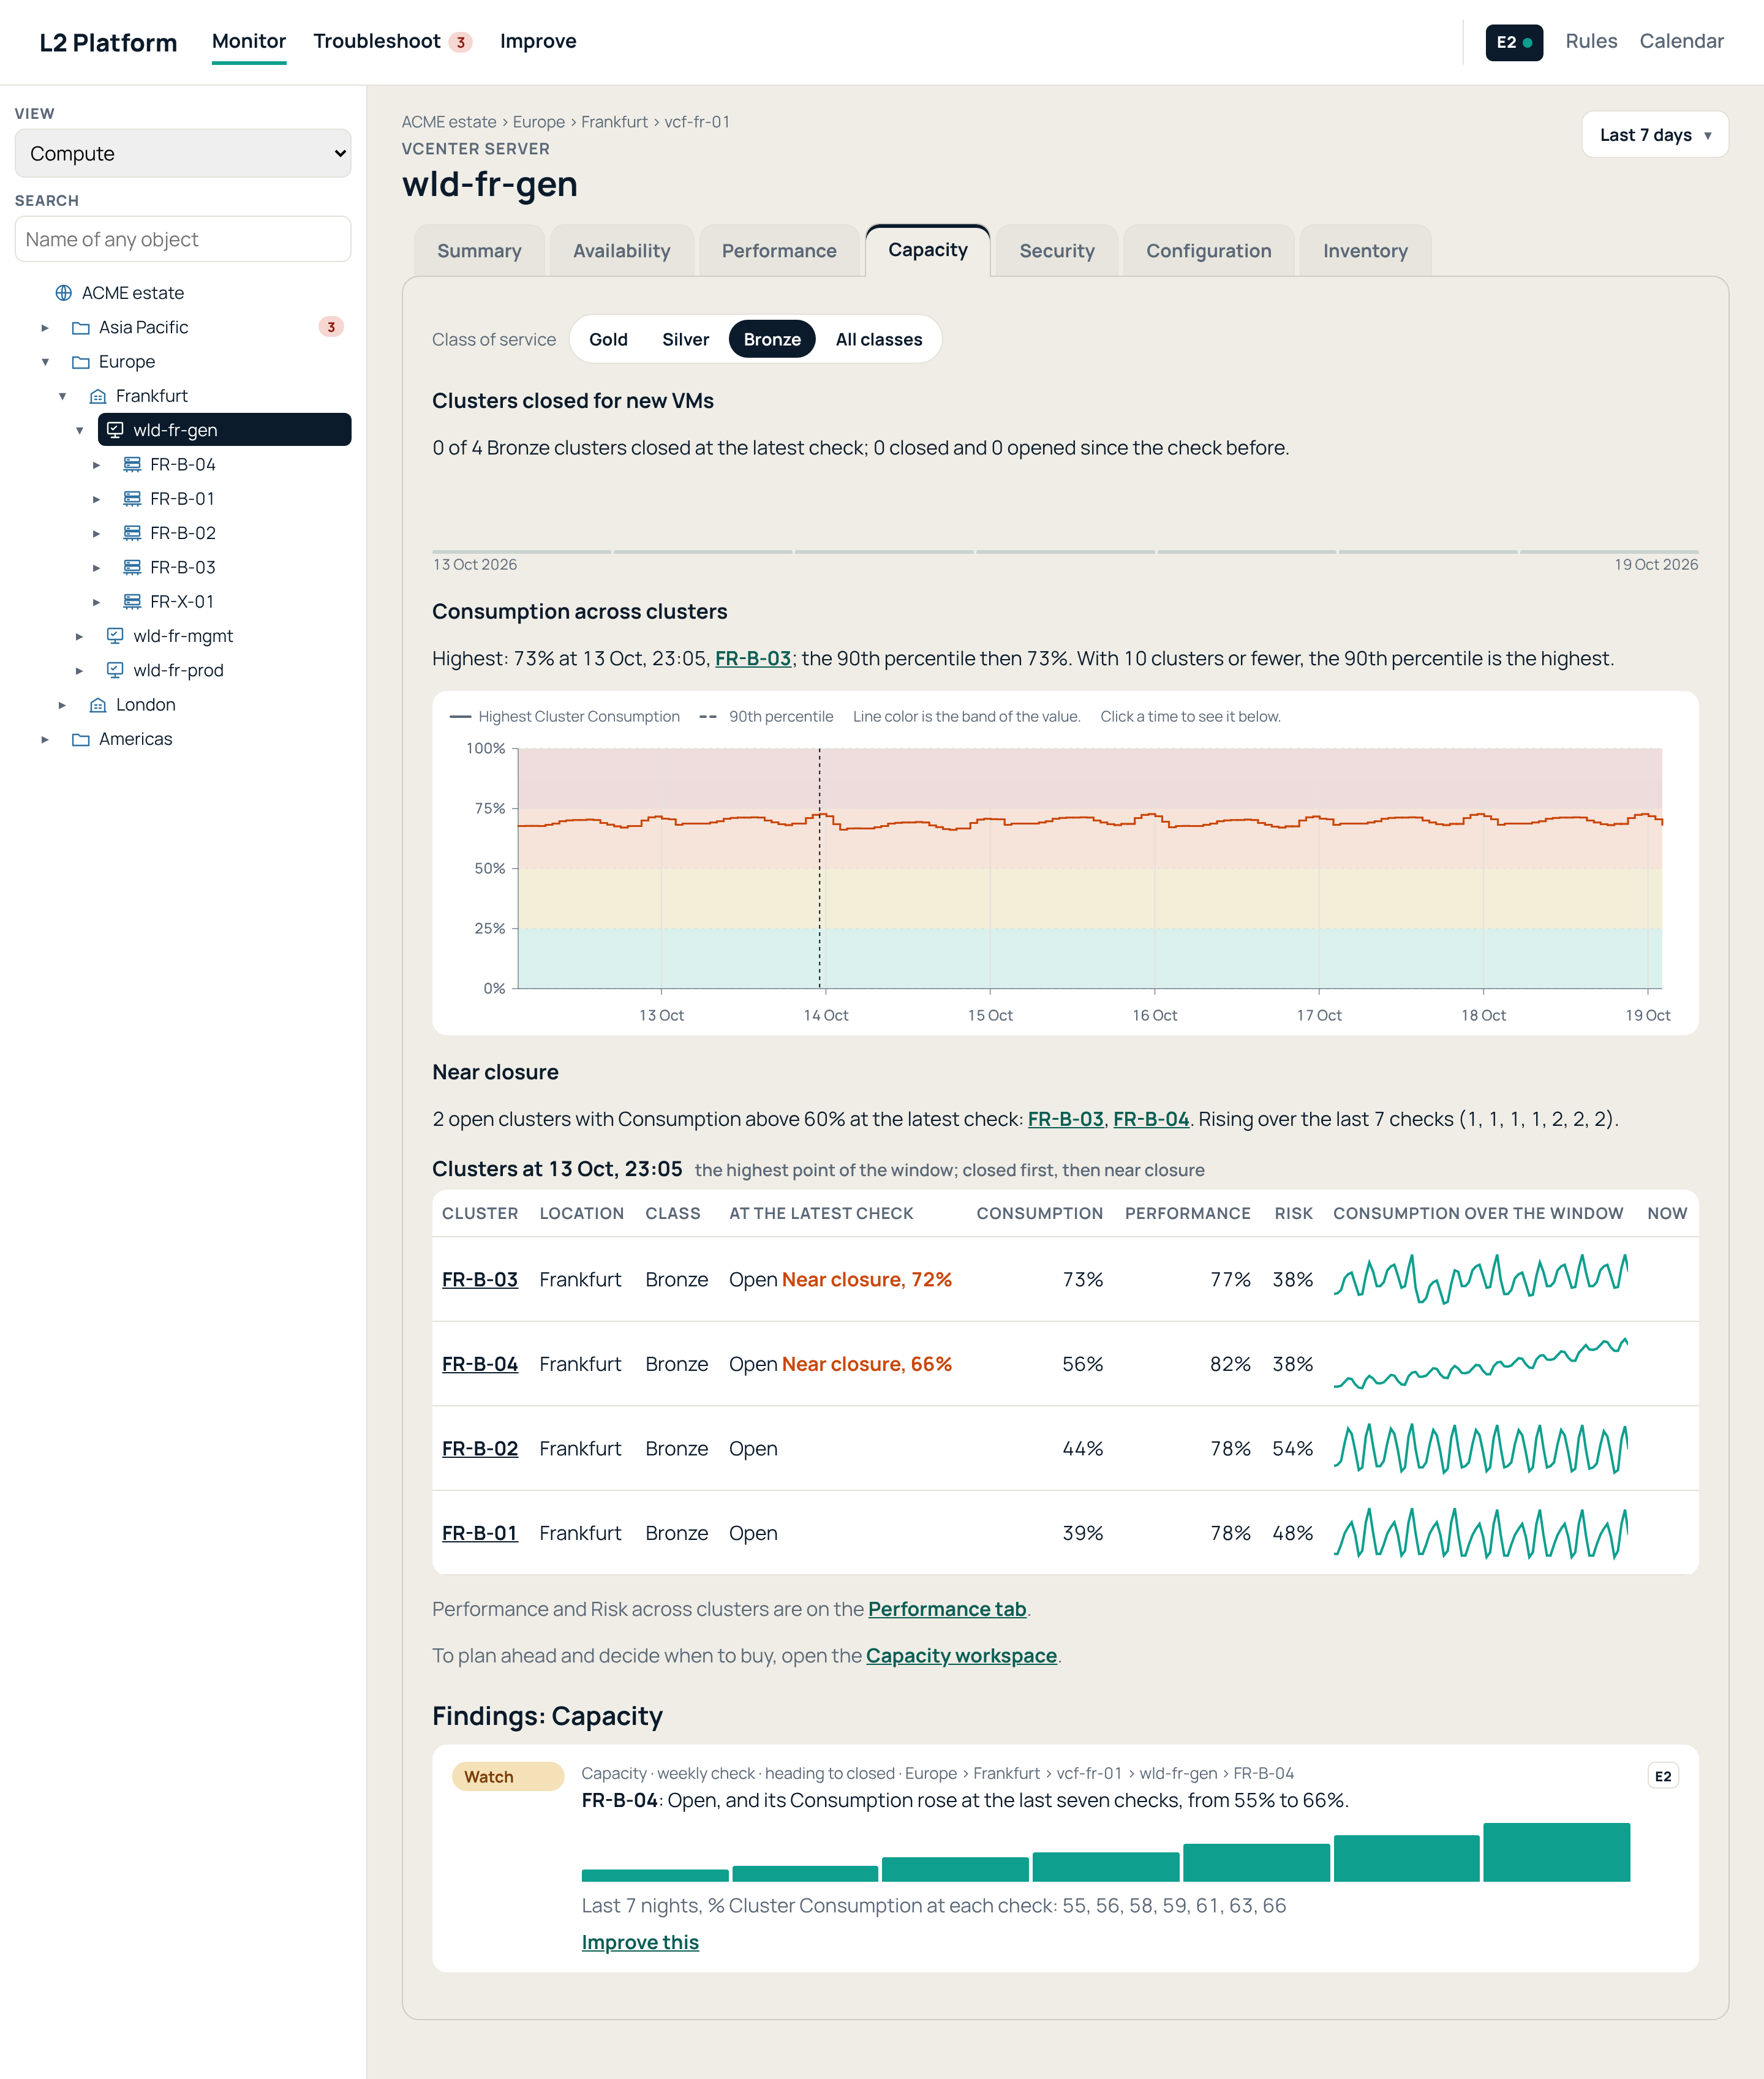 L2 Platform Monitor Troubleshoot 3 Improve E2 Rules Calendar
VIEW
Compute
SEARCH
Name of any object
ACME estate
Asia Pacific 3
Europe
Frankfurt
wld-fr-gen
FR-B-04
FR-B-01
FR-B-02
FR-B-03
FR-X-01
wld-fr-mgmt
wld-fr-prod
London
Americas
ACME estate › Europe › Frankfurt › vcf-fr-01
VCENTER SERVER
wld-fr-gen
Last 7 days
Summary Availability Performance Capacity Security Configuration Inventory
Class of service Gold Silver Bronze All classes
Clusters closed for new VMs
0 of 4 Bronze clusters closed at the latest check; 0 closed and 0 opened since the check before.
13 Oct 2026 19 Oct 2026
Consumption across clusters
Highest: 73% at 13 Oct, 23:05, FR-B-03; the 90th percentile then 73%. With 10 clusters or fewer, the 90th percentile is the highest.
Highest Cluster Consumption 90th percentile Line color is the band of the value. Click a time to see it below.
100%
75%
50%
25%
0%
13 Oct 14 Oct 15 Oct 16 Oct 17 Oct 18 Oct 19 Oct
Near closure
2 open clusters with Consumption above 60% at the latest check: FR-B-03, FR-B-04. Rising over the last 7 checks (1, 1, 1, 1, 2, 2, 2).
Clusters at 13 Oct, 23:05 the highest point of the window; closed first, then near closure
CLUSTER LOCATION CLASS AT THE LATEST CHECK CONSUMPTION PERFORMANCE RISK CONSUMPTION OVER THE WINDOW NOW
FR-B-03 Frankfurt Bronze Open Near closure, 72% 73% 77% 38%
FR-B-04 Frankfurt Bronze Open Near closure, 66% 56% 82% 38%
FR-B-02 Frankfurt Bronze Open 44% 78% 54%
FR-B-01 Frankfurt Bronze Open 39% 78% 48%
Performance and Risk across clusters are on the Performance tab.
To plan ahead and decide when to buy, open the Capacity workspace.
Findings: Capacity
Watch Capacity · weekly check · heading to closed · Europe › Frankfurt › vcf-fr-01 › wld-fr-gen › FR-B-04 E2
FR-B-04: Open, and its Consumption rose at the last seven checks, from 55% to 66%.
Last 7 nights, % Cluster Consumption at each check: 55, 56, 58, 59, 61, 63, 66
Improve this